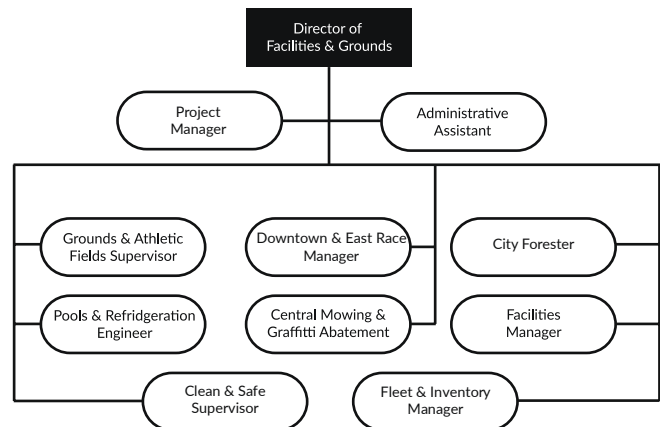 Director of
Facilities & Grounds
Project
Manager
Administrative
Assistant
Grounds & Athletic
Fields Supervisor
Downtown & East Race
Manager
City Forester
Pools & Refridgeration
Engineer
Central Mowing &
Graffitti Abatement
Facilities
Manager
Clean & Safe
Supervisor
Fleet & Inventory
Manager